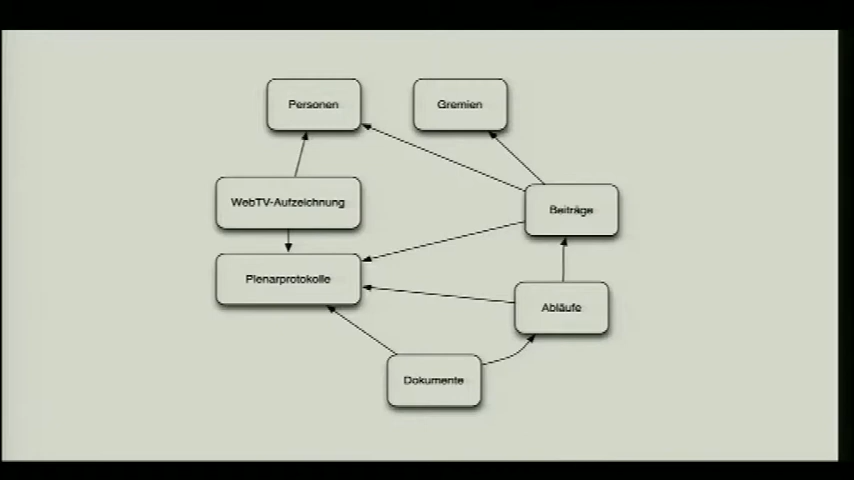 Personen
Gremien
WebTV-Aufzeichnung
Beiträge
Plenarprotokolle
Abläufe
Dokumente